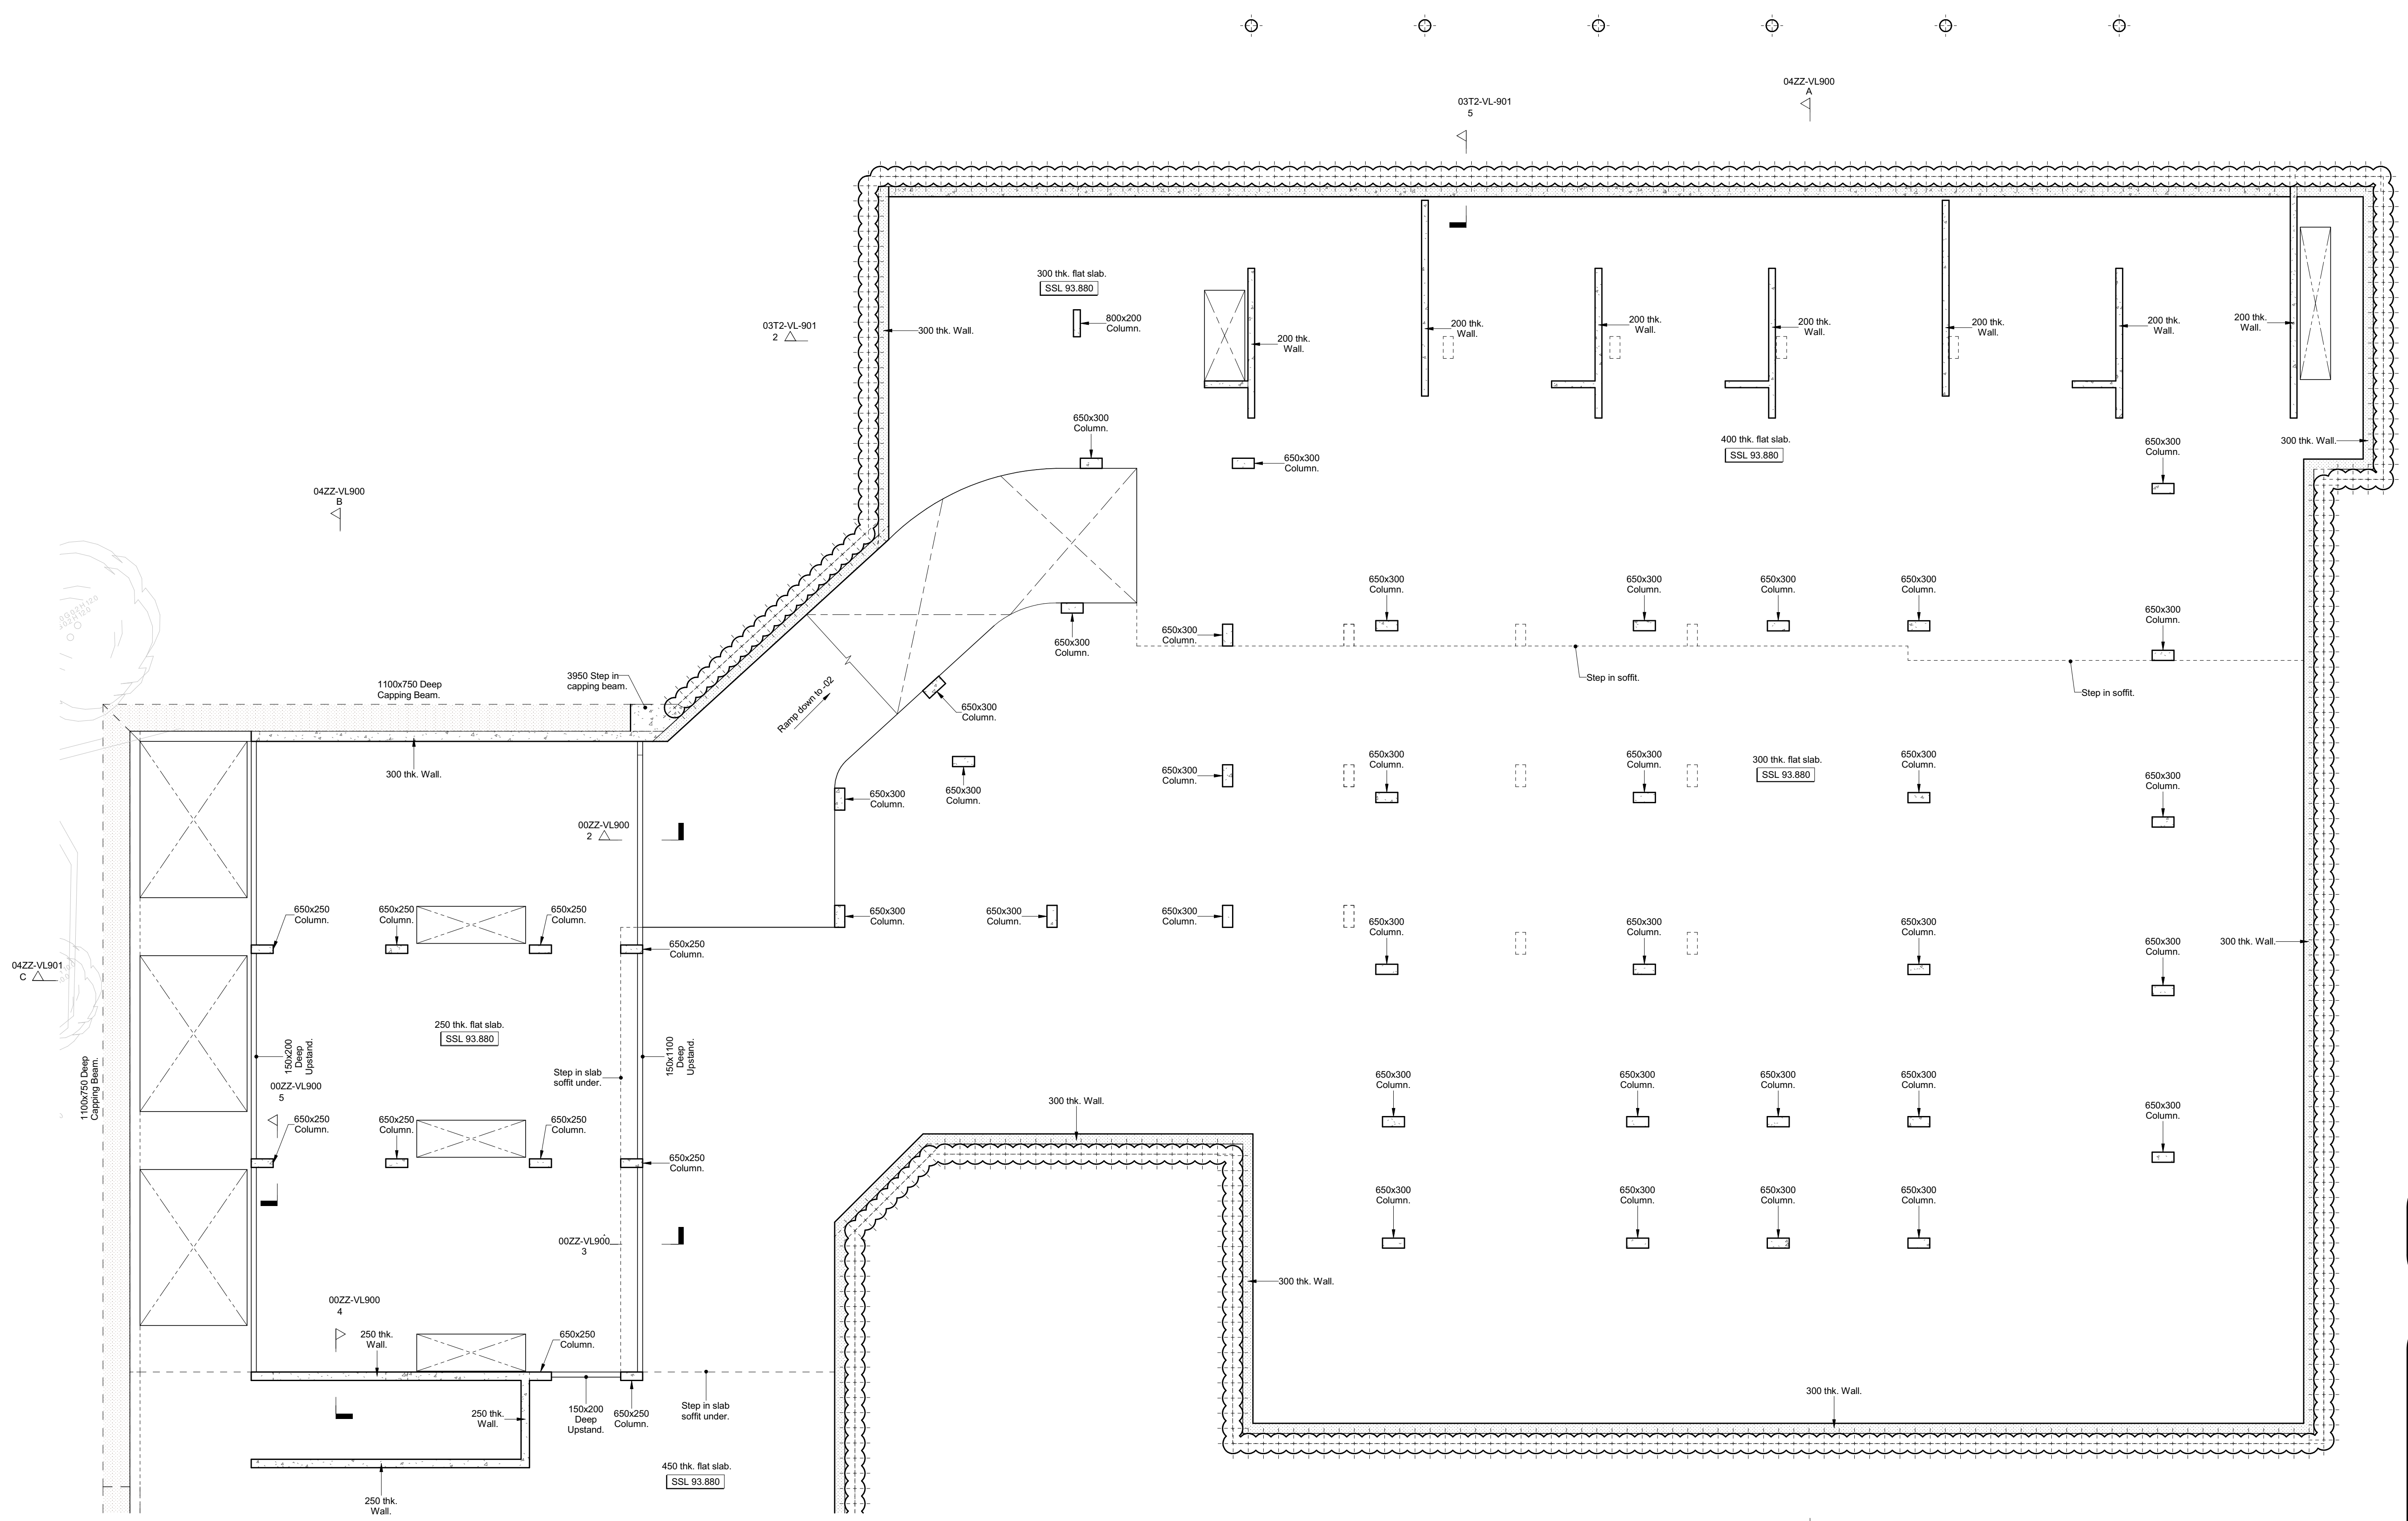 04ZZ-VL900
A
03T2-VL-901
5
300 thk. flat slab.
SSL 93.880
03T2-VL-901
2
300 thk. Wall.
800x200
Column.
200 thk.
Wall.
200 thk.
Wall.
200 thk.
Wall.
200 thk.
Wall.
200 thk.
Wall.
200 thk.
Wall.
200 thk.
Wall.
650x300
Column.
650x300
Column.
400 thk. flat slab.
SSL 93.880
650x300
Column.
300 thk. Wall.
04ZZ-VL900
B
650x300
Column.
650x300
Column.
650x300
Column.
650x300
Column.
650x300
Column.
650x300
Column.
650x300
Column.
Step in soffit.
Step in soffit.
1100x750 Deep
Capping Beam.
3950 Step in
capping beam.
Ramp down to -02
650x300
Column.
300 thk. Wall.
650x300
Column.
650x300
Column.
650x300
Column.
650x300
Column.
650x300
Column.
300 thk. flat slab.
SSL 93.880
650x300
Column.
650x300
Column.
00ZZ-VL900
2
650x250
Column.
650x250
Column.
650x250
Column.
650x250
Column.
650x300
Column.
650x300
Column.
650x300
Column.
650x300
Column.
650x300
Column.
650x300
Column.
650x300
Column.
300 thk. Wall.
04ZZ-VL901
C
250 thk. flat slab.
SSL 93.880
150x200
Deep
Upstand.
150x1100
Deep
Upstand.
1100x750 Deep
Capping Beam.
Step in slab
soffit under.
00ZZ-VL900
5
650x250
Column.
650x250
Column.
650x250
Column.
650x250
Column.
300 thk. Wall.
650x300
Column.
650x300
Column.
650x300
Column.
650x300
Column.
650x300
Column.
650x300
Column.
650x300
Column.
650x300
Column.
650x300
Column.
00ZZ-VL900
3
300 thk. Wall.
00ZZ-VL900
4
250 thk.
Wall.
650x250
Column.
250 thk.
Wall.
150x200
Deep
Upstand.
650x250
Column.
Step in slab
soffit under.
300 thk. Wall.
450 thk. flat slab.
SSL 93.880
250 thk.
Wall.